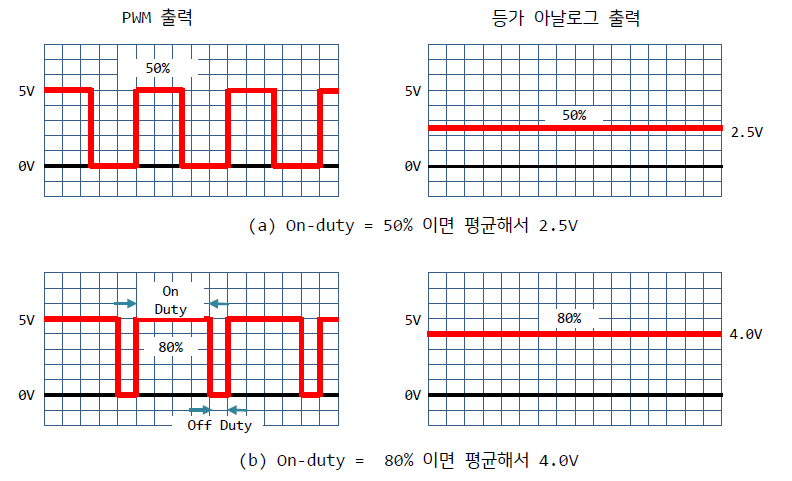 PWM 출력
등가 아날로그 출력
50%
5V
0V
50%
5V
2.5V
0V
(a) On-duty = 50% 이면 평균해서 2.5V
On
Duty
5V
80%
0V
Off Duty
80%
5V
4.0V
0V
(b) On-duty =  80% 이면 평균해서 4.0V